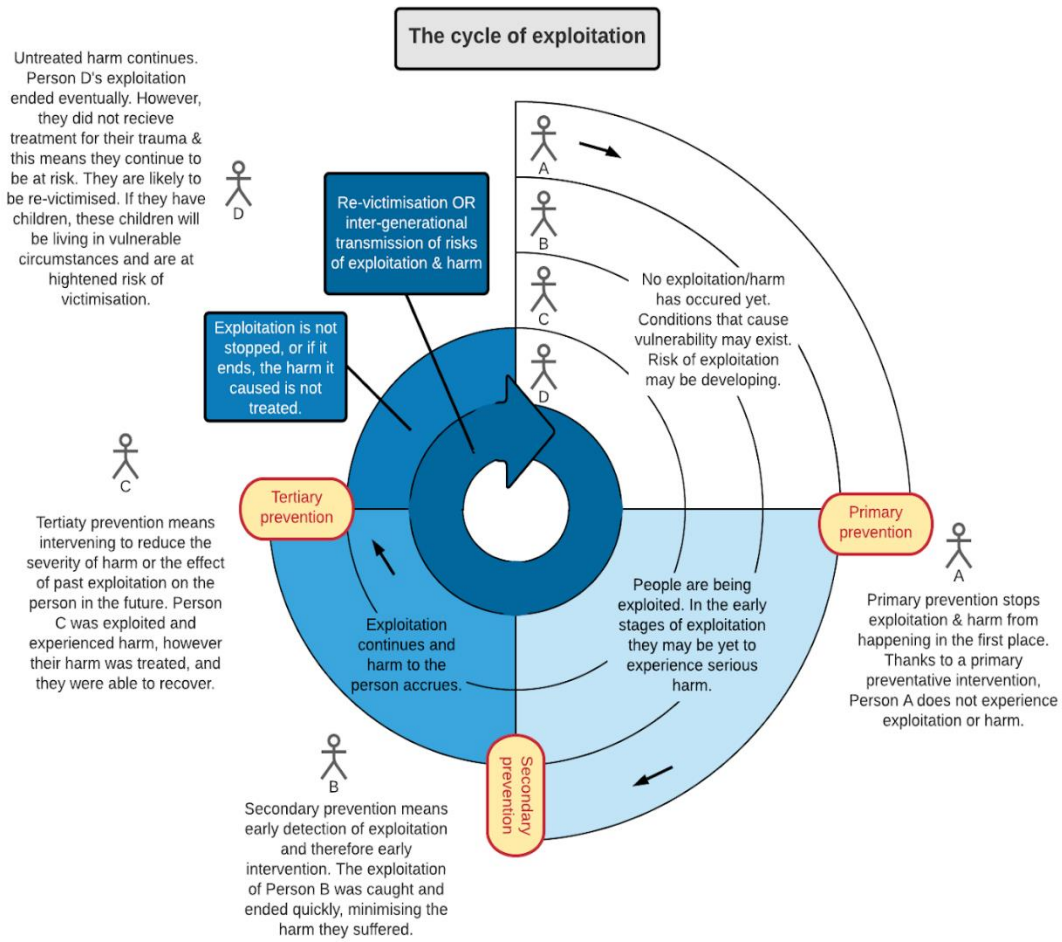 The cycle of exploitation
Untreated harm continues.
Person D's exploitation
ended eventually. However,
they did not recieve
treatment for their trauma &
this means they continue to
be at risk. They are likely to
be re-victimised. If they have
children, these children will
be living in vulnerable
circumstances and are at
hightened risk of
victimisation.
D
Re-victimisation OR
inter-generational
transmission of risks
of exploitation & harm
Exploitation is not
stopped, or if it
ends, the harm it
caused is not
treated.
A
B
C
D
No exploitation/harm
has occured yet.
Conditions that cause
vulnerability may exist.
Risk of exploitation
may be developing.
Primary
prevention
A
Primary prevention stops
exploitation & harm from
happening in the first place.
Thanks to a primary
preventative intervention,
Person A does not experience
exploitation or harm.
People are being
exploited. In the early
stages of exploitation
they may be yet to
experience serious
harm.
Secondary
prevention
B
Secondary prevention means
early detection of exploitation
and therefore early
intervention. The exploitation
of Person B was caught and
ended quickly, minimising the
harm they suffered.
Exploitation
continues and
harm to the
person accrues.
Tertiary
prevention
C
Tertiaty prevention means
intervening to reduce the
severity of harm or the effect
of past exploitation on the
person in the future. Person
C was exploited and
experienced harm, however
their harm was treated, and
they were able to recover.